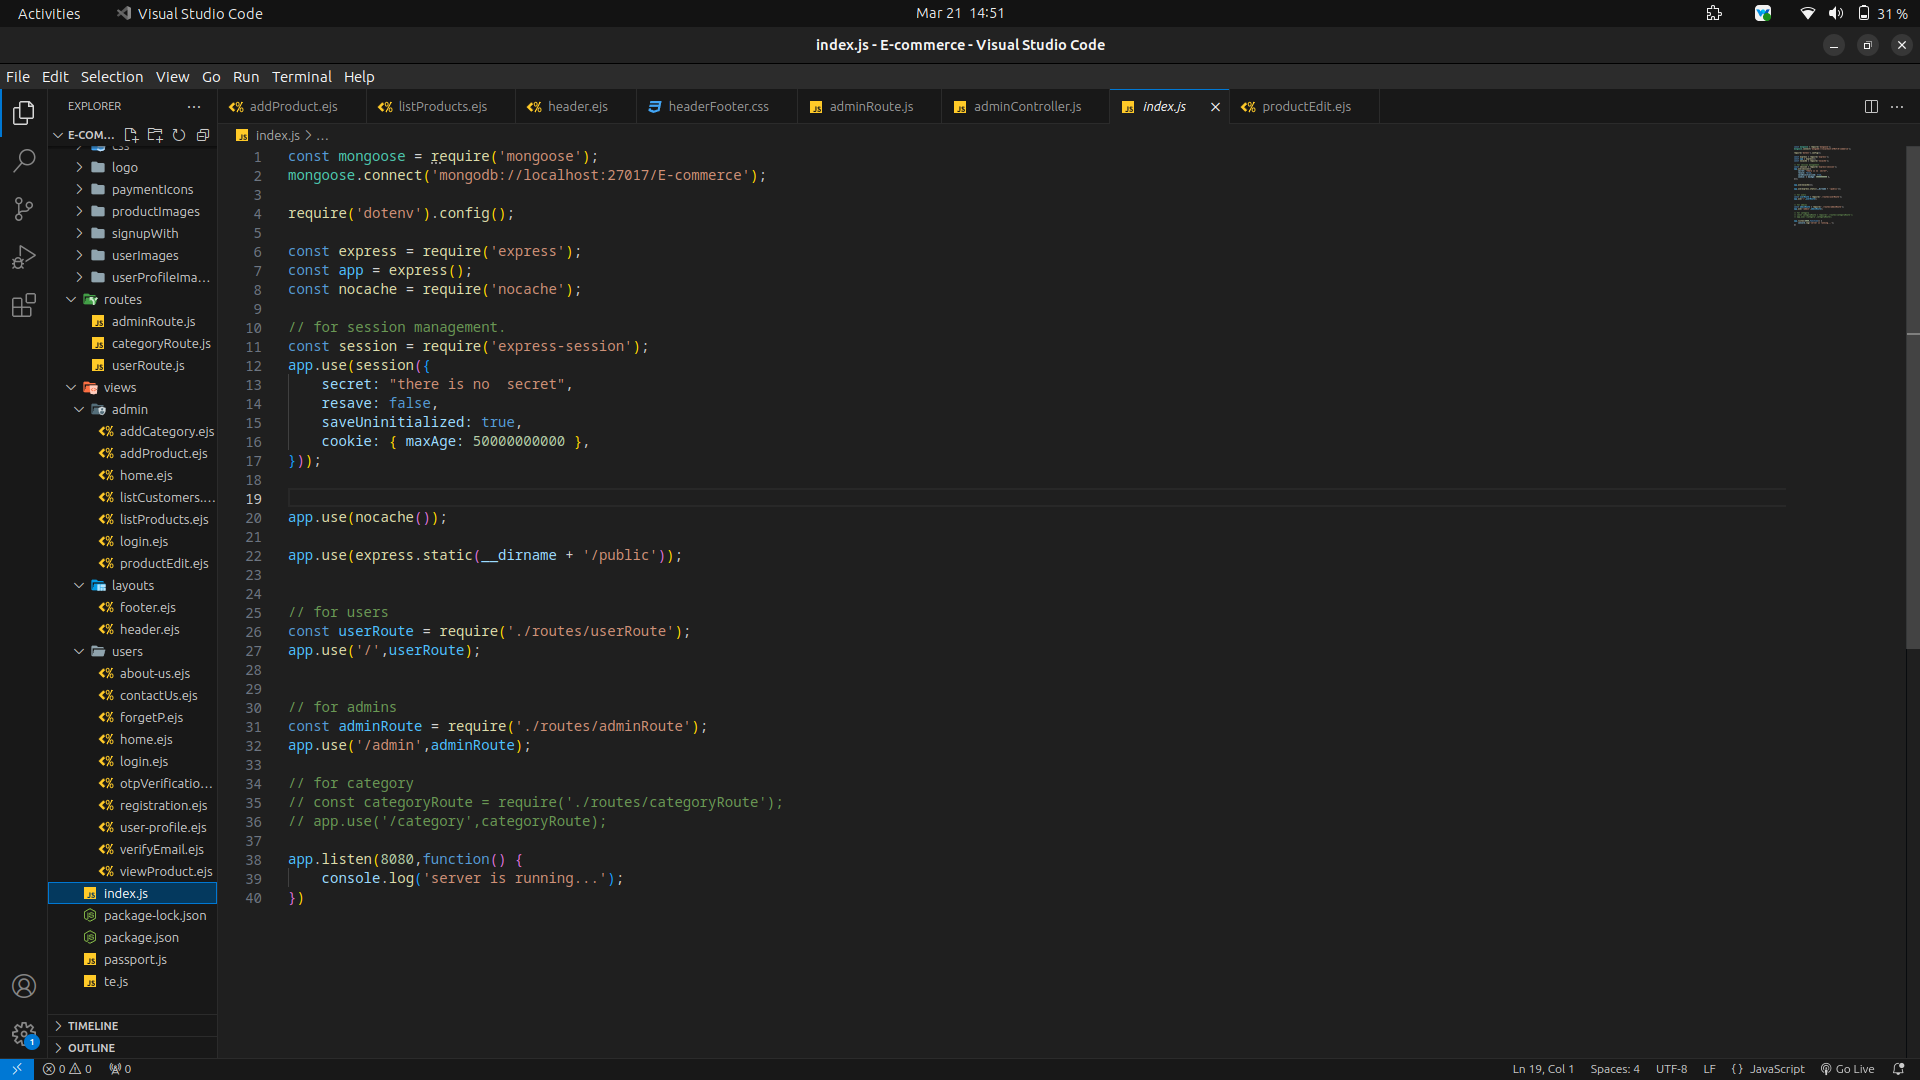 Activities
Visual Studio Code
Mar 21 14:51
31 %
index.js - E-commerce - Visual Studio Code
File Edit Selection View Go Run Terminal Help
EXPLORER
addProduct.ejs
listProducts.ejs
header.ejs
headerFooter.css
adminRoute.js
adminController.js
index.js
productEdit.ejs
E-COM...
index.js > ...
css
logo
paymentIcons
productImages
signupWith
userImages
userProfileIma...
routes
adminRoute.js
categoryRoute.js
userRoute.js
views
admin
addCategory.ejs
addProduct.ejs
home.ejs
listCustomers....
listProducts.ejs
login.ejs
productEdit.ejs
layouts
footer.ejs
header.ejs
users
about-us.ejs
contactUs.ejs
forgetP.ejs
home.ejs
login.ejs
otpVerificatio...
registration.ejs
user-profile.ejs
verifyEmail.ejs
viewProduct.ejs
index.js
package-lock.json
package.json
passport.js
te.js
TIMELINE
OUTLINE
1 const mongoose = require('mongoose');
2 mongoose.connect('mongodb://localhost:27017/E-commerce');
3
4 require('dotenv').config();
5
6 const express = require('express');
7 const app = express();
8 const nocache = require('nocache');
9
10 // for session management.
11 const session = require('express-session');
12 app.use(session({
13     secret: "there is no  secret",
14     resave: false,
15     saveUninitialized: true,
16     cookie: { maxAge: 50000000000 },
17 }));
18
19
20 app.use(nocache());
21
22 app.use(express.static(__dirname + '/public'));
23
24
25 // for users
26 const userRoute = require('./routes/userRoute');
27 app.use('/',userRoute);
28
29
30 // for admins
31 const adminRoute = require('./routes/adminRoute');
32 app.use('/admin',adminRoute);
33
34 // for category
35 // const categoryRoute = require('./routes/categoryRoute');
36 // app.use('/category',categoryRoute);
37
38 app.listen(8080,function() {
39     console.log('server is running...');
40 })
1
0 0 0
Ln 19, Col 1
Spaces: 4
UTF-8
LF
{ } JavaScript
Go Live